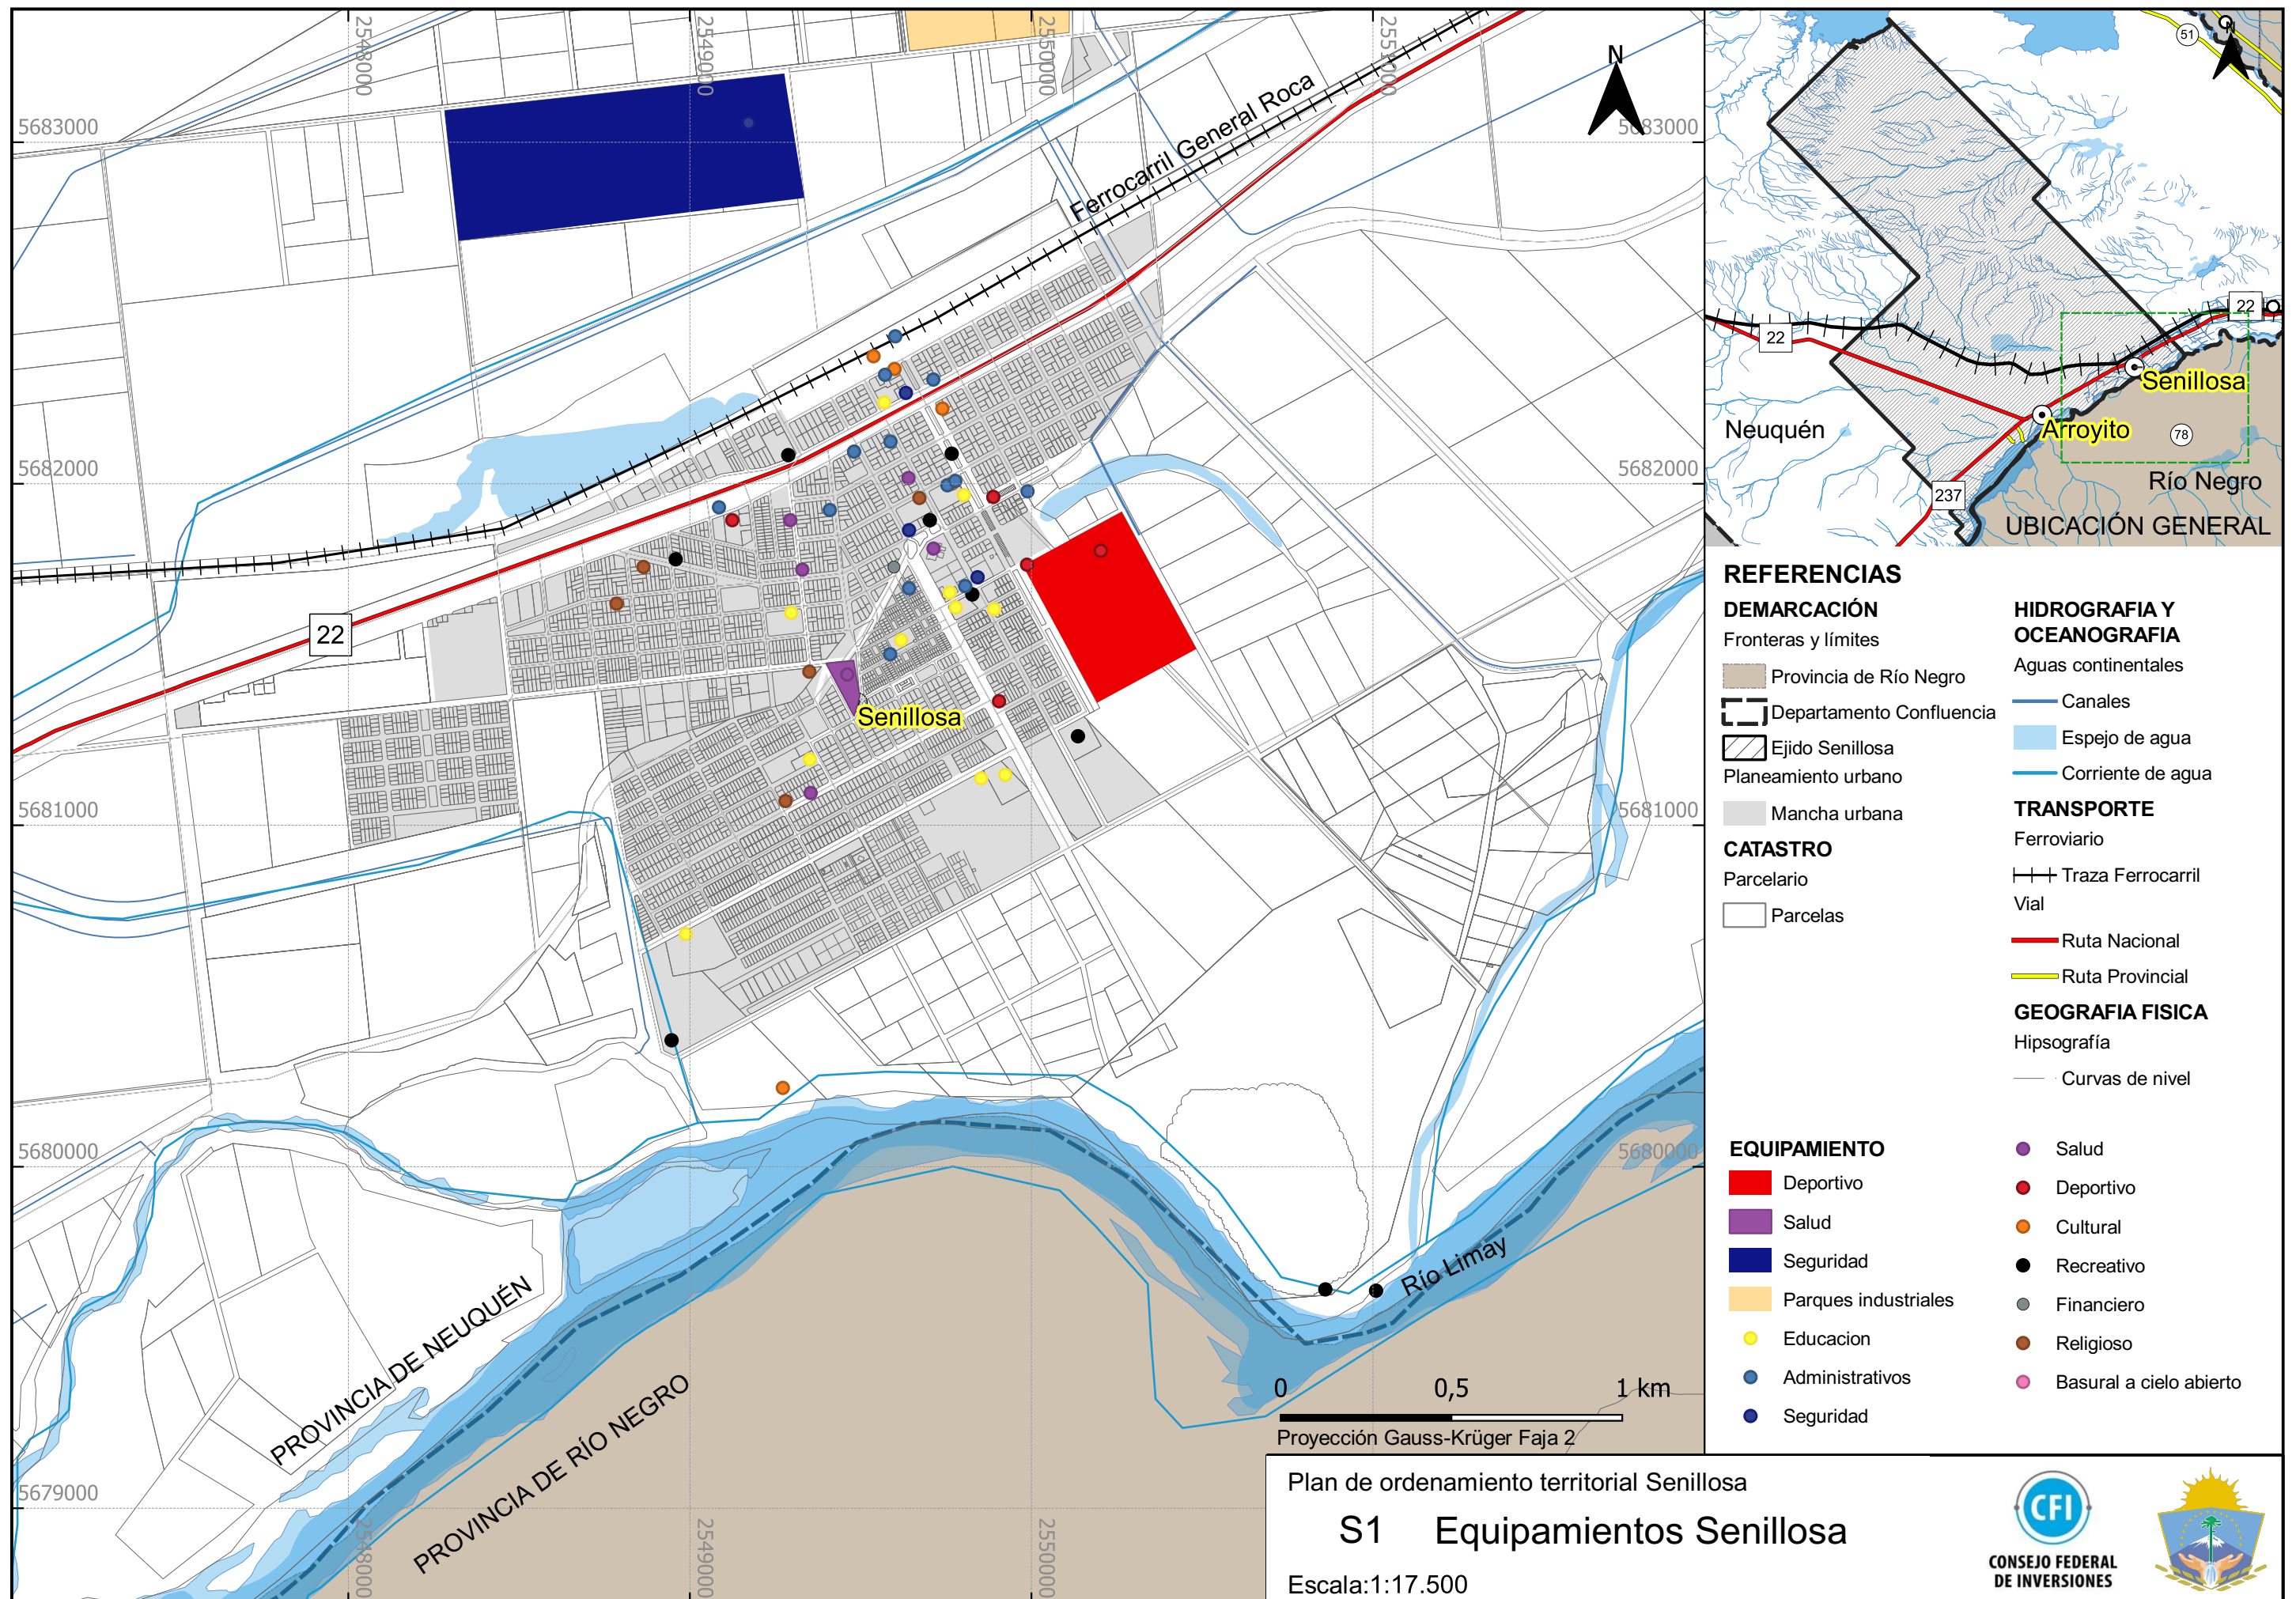 2548000
2549000
2550000
2551000
5683000
5683000
5682000
5682000
5681000
5681000
5680000
5680000
5679000
2548000
2549000
2550000
N
Ferrocarril General Roca
22
Senillosa
Río Limay
PROVINCIA DE NEUQUÉN
PROVINCIA DE RÍO NEGRO
0 0,5 1 km
Proyección Gauss-Krüger Faja 2
51
N
22
22
Senillosa
Arroyito
Neuquén
78
Río Negro
237
UBICACIÓN GENERAL
REFERENCIAS
DEMARCACIÓN
Fronteras y límites
Provincia de Río Negro
Departamento Confluencia
Ejido Senillosa
Planeamiento urbano
Mancha urbana
CATASTRO
Parcelario
Parcelas
HIDROGRAFIA Y
OCEANOGRAFIA
Aguas continentales
Canales
Espejo de agua
Corriente de agua
TRANSPORTE
Ferroviario
Traza Ferrocarril
Vial
Ruta Nacional
Ruta Provincial
GEOGRAFIA FISICA
Hipsografía
Curvas de nivel
EQUIPAMIENTO
Deportivo
Salud
Seguridad
Parques industriales
Educacion
Administrativos
Seguridad
Salud
Deportivo
Cultural
Recreativo
Financiero
Religioso
Basural a cielo abierto
Plan de ordenamiento territorial Senillosa
S1 Equipamientos Senillosa
Escala:1:17.500
CFI
CONSEJO FEDERAL
DE INVERSIONES